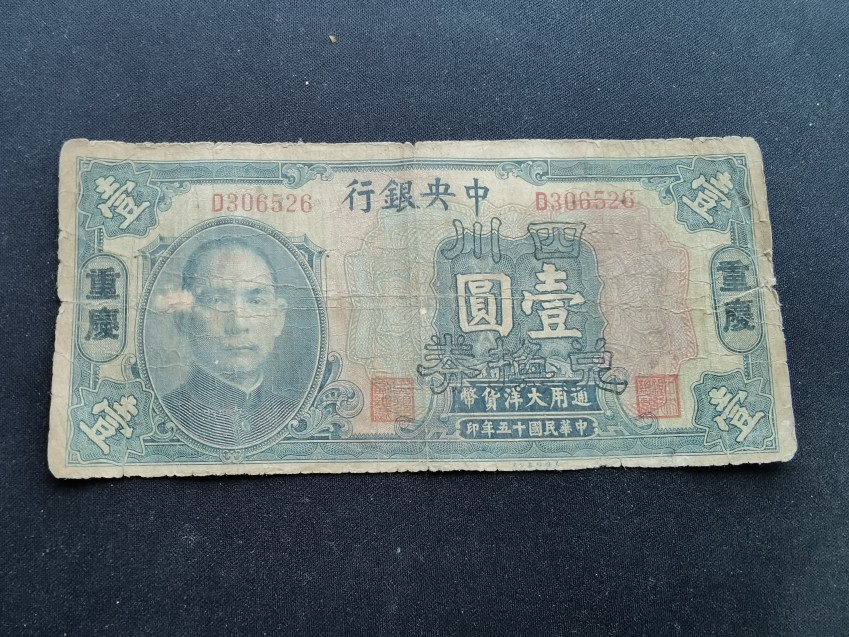 壹
壹
D306526
中央銀行
D306526
四川
重慶
重慶
壹圓
兌換券
通用大洋貨幣
中華民國十五年印
壹
壹